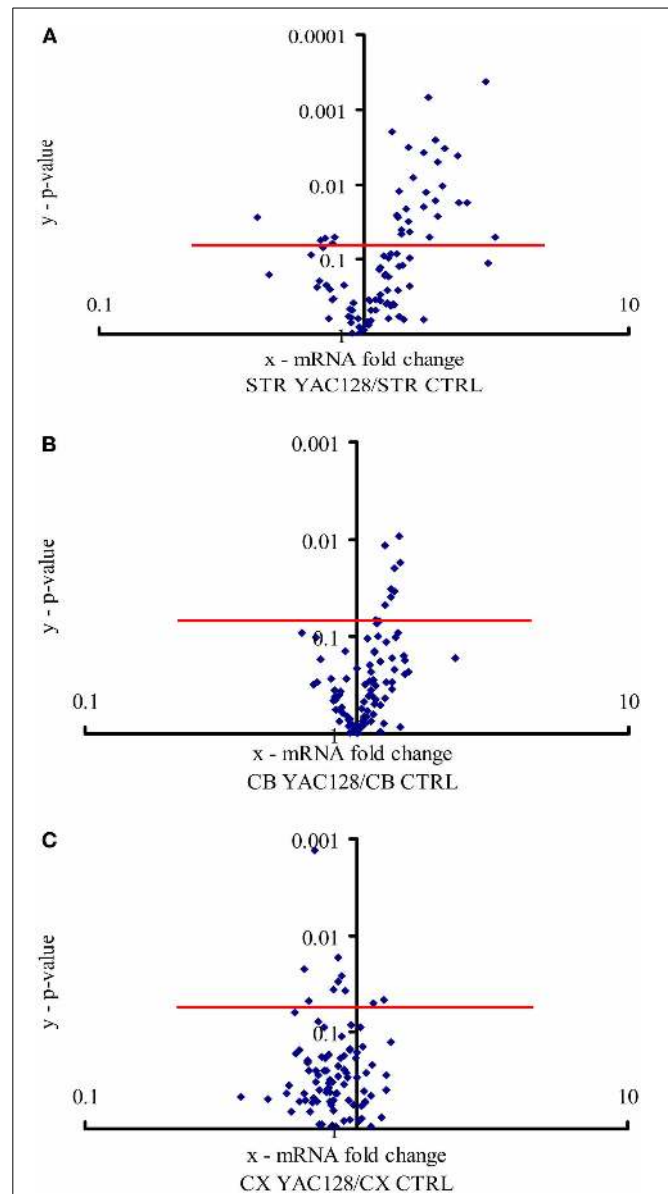 A
0.0001
0.001
0.01
0.1
y - p-value
0.1
1
10
x - mRNA fold change
STR YAC128/STR CTRL
B
0.001
0.01
0.1
y - p-value
0.1
1
10
x - mRNA fold change
CB YAC128/CB CTRL
C
0.001
0.01
0.1
y - p-value
0.1
1
10
x - mRNA fold change
CX YAC128/CX CTRL